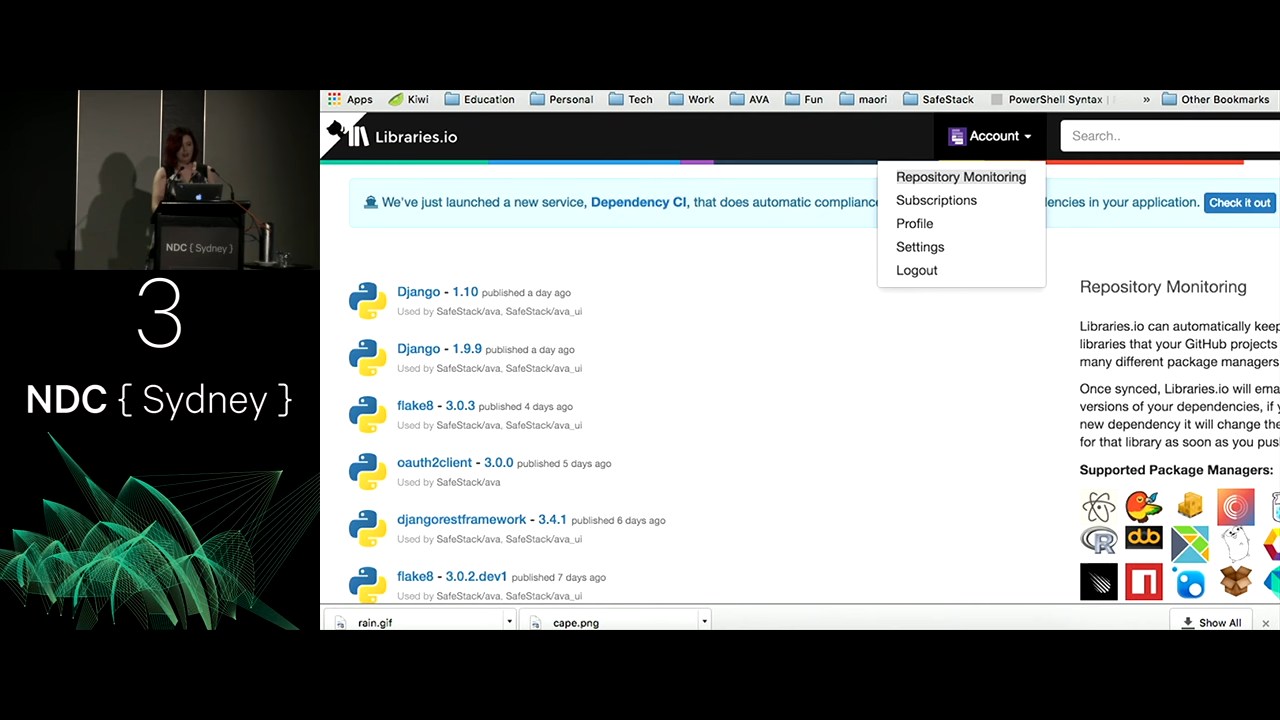 NDC { Sydney }
3
NDC { Sydney }
Apps Kiwi Education Personal Tech Work AVA Fun maori SafeStack PowerShell Syntax » Other Bookmarks
Libraries.io
Account
Search..
Repository Monitoring
Subscriptions
Profile
Settings
Logout
We've just launched a new service, Dependency CI, that does automatic compliance
encies in your application. Check it out
Django - 1.10 published a day ago
Used by SafeStack/ava, SafeStack/ava_ui
Django - 1.9.9 published a day ago
Used by SafeStack/ava, SafeStack/ava_ui
flake8 - 3.0.3 published 4 days ago
Used by SafeStack/ava, SafeStack/ava_ui
oauth2client - 3.0.0 published 5 days ago
Used by SafeStack/ava
djangorestframework - 3.4.1 published 6 days ago
Used by SafeStack/ava, SafeStack/ava_ui
flake8 - 3.0.2.dev1 published 7 days ago
Used by SafeStack/ava, SafeStack/ava_ui
Repository Monitoring
Libraries.io can automatically keep
libraries that your GitHub projects
many different package managers
Once synced, Libraries.io will ema
versions of your dependencies, if y
new dependency it will change the
for that library as soon as you pus
Supported Package Managers:
R
dub
n
rain.gif
cape.png
Show All